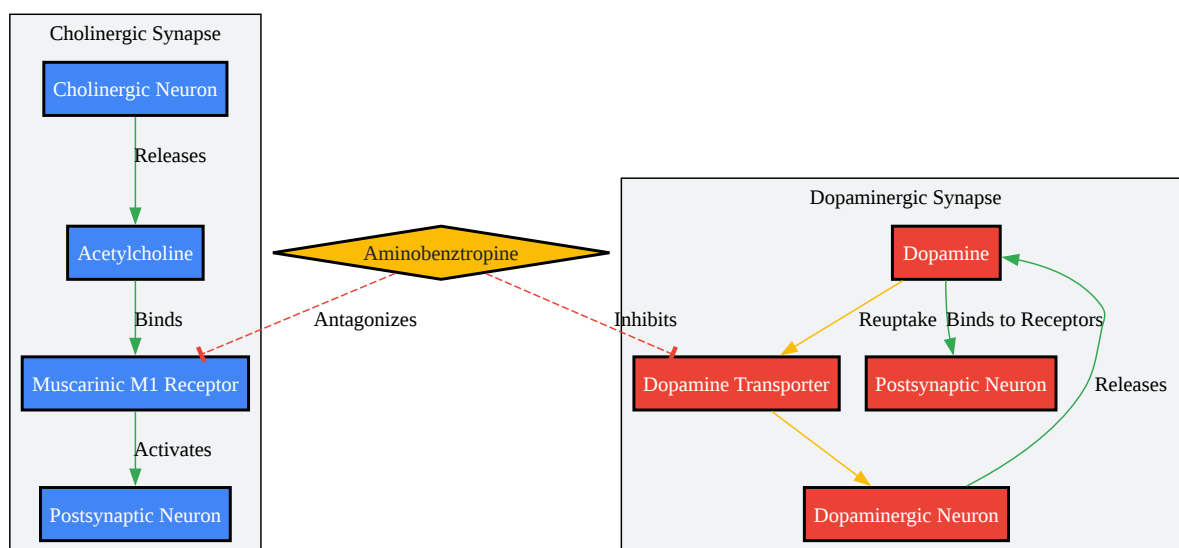 Cholinergic Synapse
Cholinergic Neuron
Releases
Acetylcholine
Binds
Muscarinic M1 Receptor
Activates
Postsynaptic Neuron
Aminobenztropine
Antagonizes
Inhibits
Dopaminergic Synapse
Dopamine
Reuptake
Binds to Receptors
Dopamine Transporter
Postsynaptic Neuron
Releases
Dopaminergic Neuron